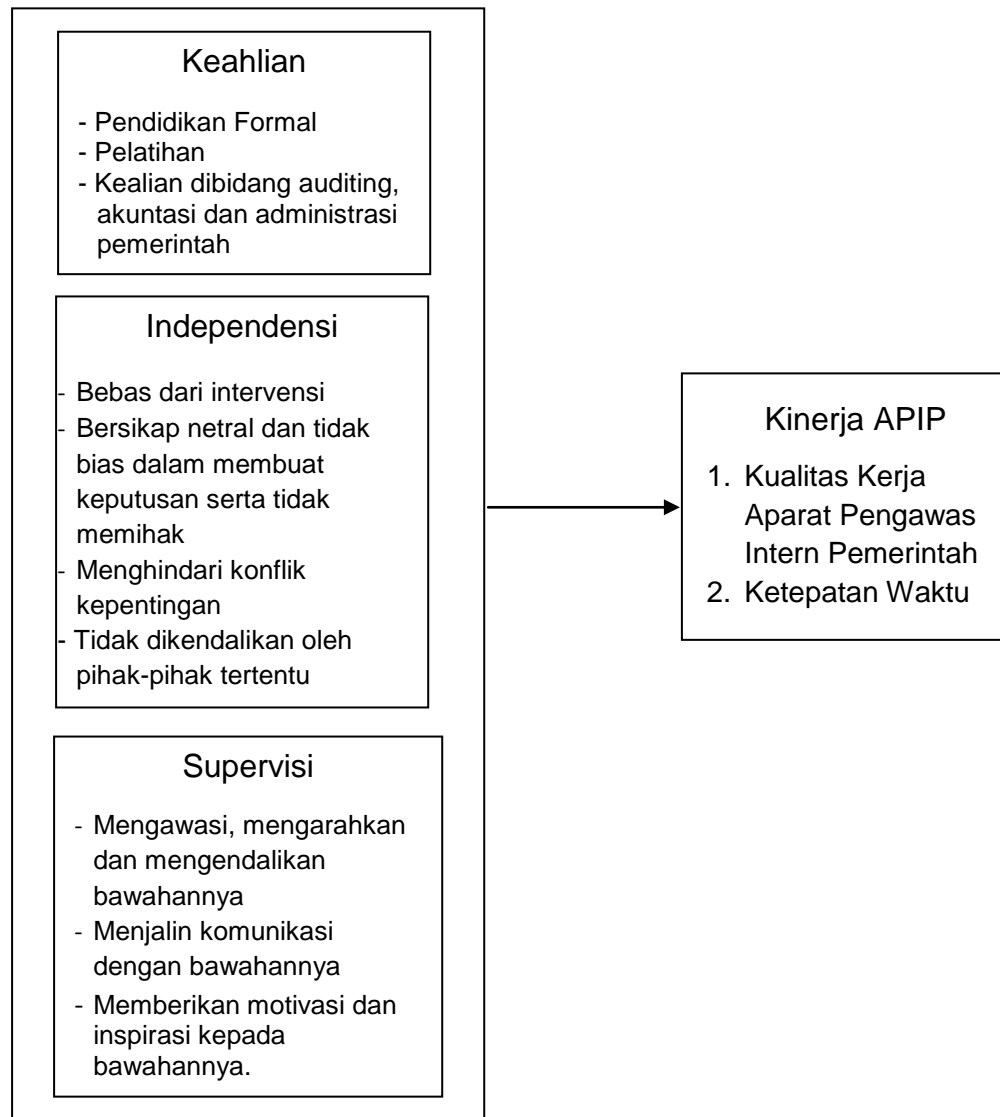 Keahlian
- Pendidikan Formal
- Pelatihan
- Kealian dibidang auditing,
akuntasi dan administrasi
pemerintah
Independensi
- Bebas dari intervensi
- Bersikap netral dan tidak
bias dalam membuat
keputusan serta tidak
memihak
- Menghindari konflik
kepentingan
- Tidak dikendalikan oleh
pihak-pihak tertentu
Supervisi
- Mengawasi, mengarahkan
dan mengendalikan
bawahannya
- Menjalin komunikasi
dengan bawahannya
- Memberikan motivasi dan
inspirasi kepada
bawahannya.
Kinerja APIP
1. Kualitas Kerja
Aparat Pengawas
Intern Pemerintah
2. Ketepatan Waktu